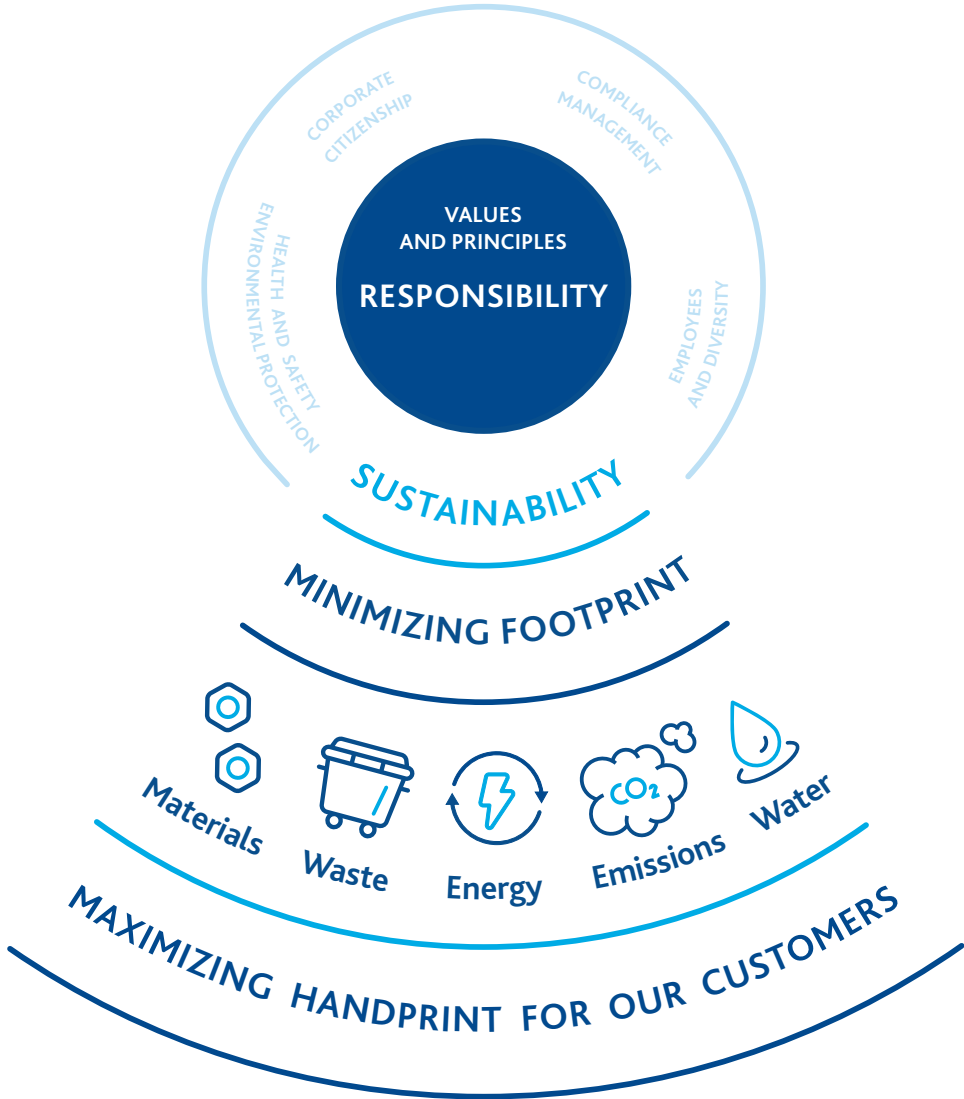 CORPORATE
CITIZENSHIP
COMPLIANCE
MANAGEMENT
VALUES
AND PRINCIPLES
RESPONSIBILITY
HEALTH AND SAFETY
ENVIRONMENTAL PROTECTION
EMPLOYEES
AND DIVERSITY
SUSTAINABILITY
MINIMIZING FOOTPRINT
CO₂
Materials
Waste
Energy
Emissions
Water
MAXIMIZING HANDPRINT FOR OUR CUSTOMERS